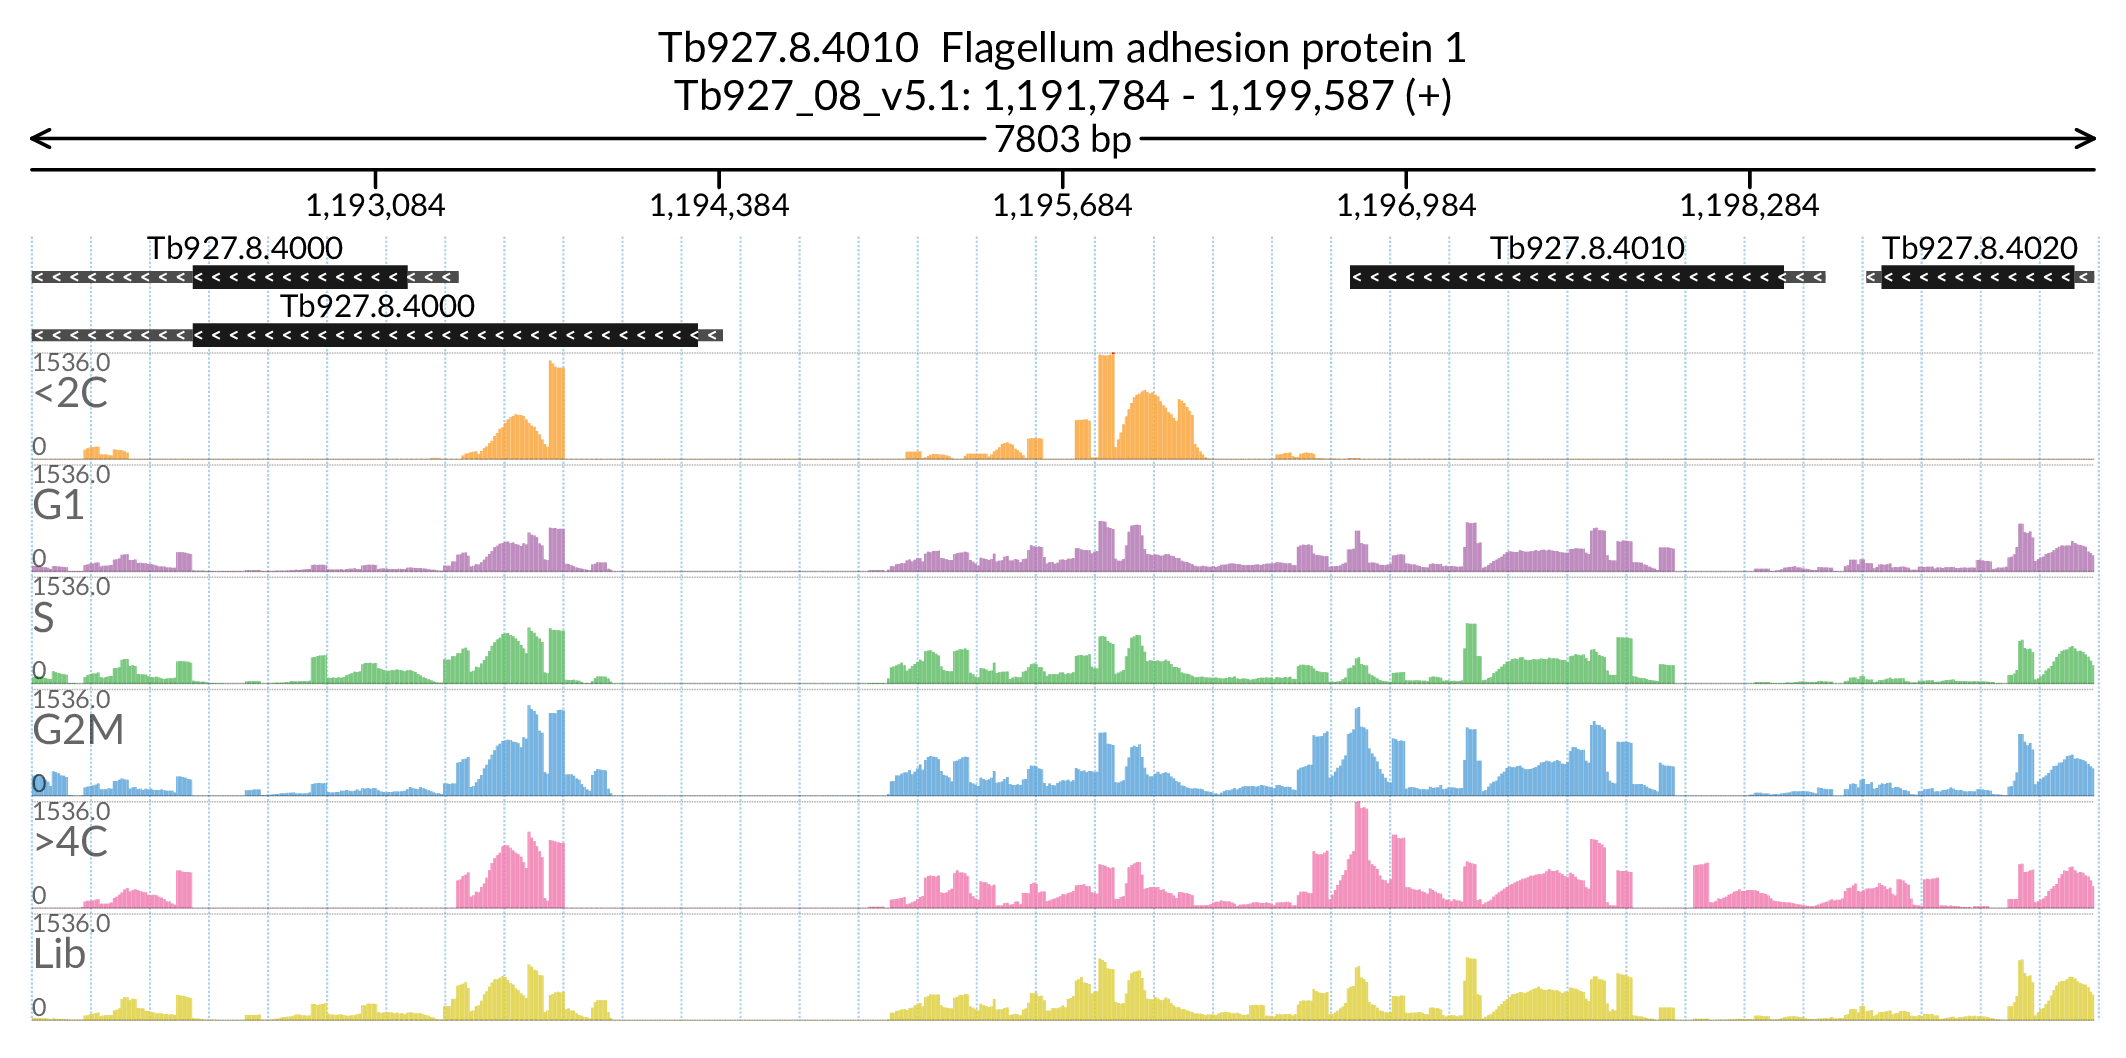 Tb927.8.4010  Flagellum adhesion protein 1
Tb927_08_v5.1: 1,191,784 - 1,199,587 (+)
7803 bp
1,193,084 1,194,384 1,195,684 1,196,984 1,198,284
Tb927.8.4000 Tb927.8.4010 Tb927.8.4020
Tb927.8.4000
1536.0
<2C
0
1536.0
G1
0
1536.0
S
0
1536.0
G2M
0
1536.0
>4C
0
1536.0
Lib
0